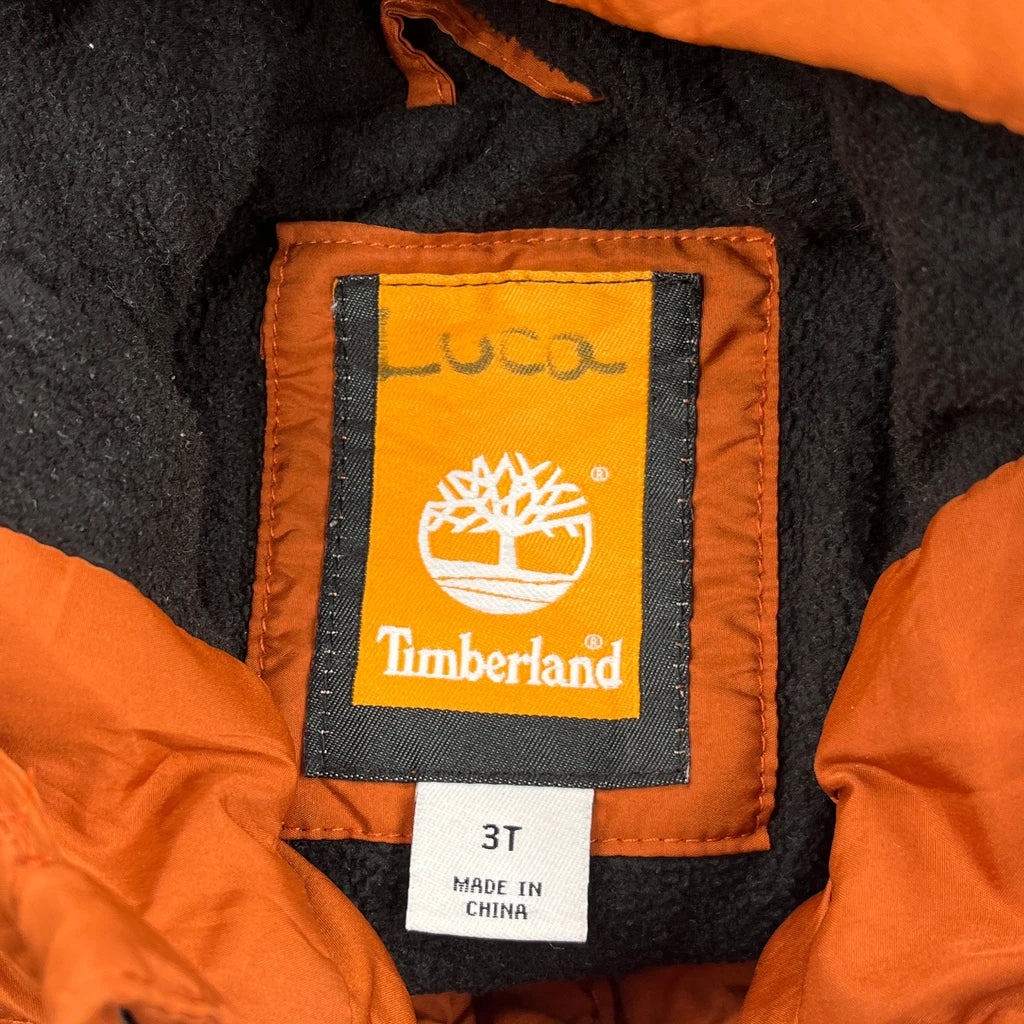 Luca
®
Timberland®
3T
MADE IN
CHINA